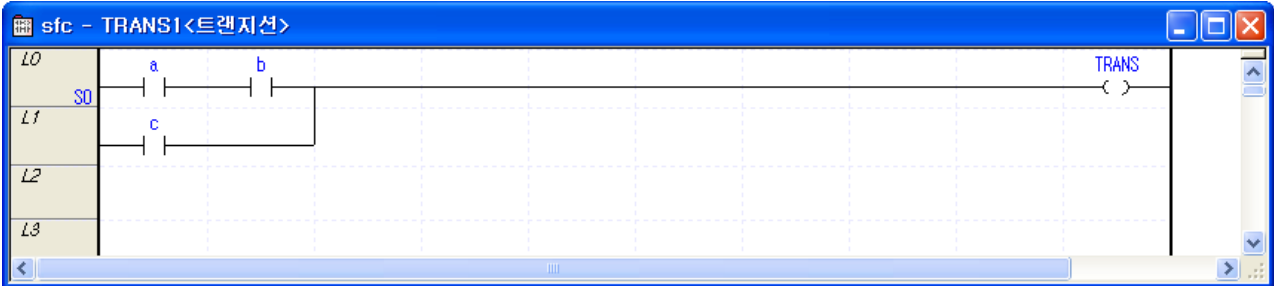 sfc - TRANS1<트랜지션>
L0
a b TRANS
S0
L1
c
L2
L3